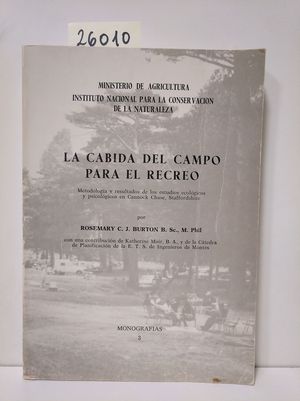 26010
MINISTERIO DE AGRICULTURA
INSTITUTO NACIONAL PARA LA CONSERVACION
DE LA NATURALEZA
LA CABIDA DEL CAMPO
PARA EL RECREO
Metodología y resultados de los estudios ecológicos
y psicológicos en Cannock Chase, Staffordshire
por
ROSEMARY C. J. BURTON B. Sc., M. Phil
con una contribución de Katherine Muir, B. A., y de la Cátedra
de Planificación de la E. T. S. de Ingenieros de Montes
MONOGRAFIAS
3